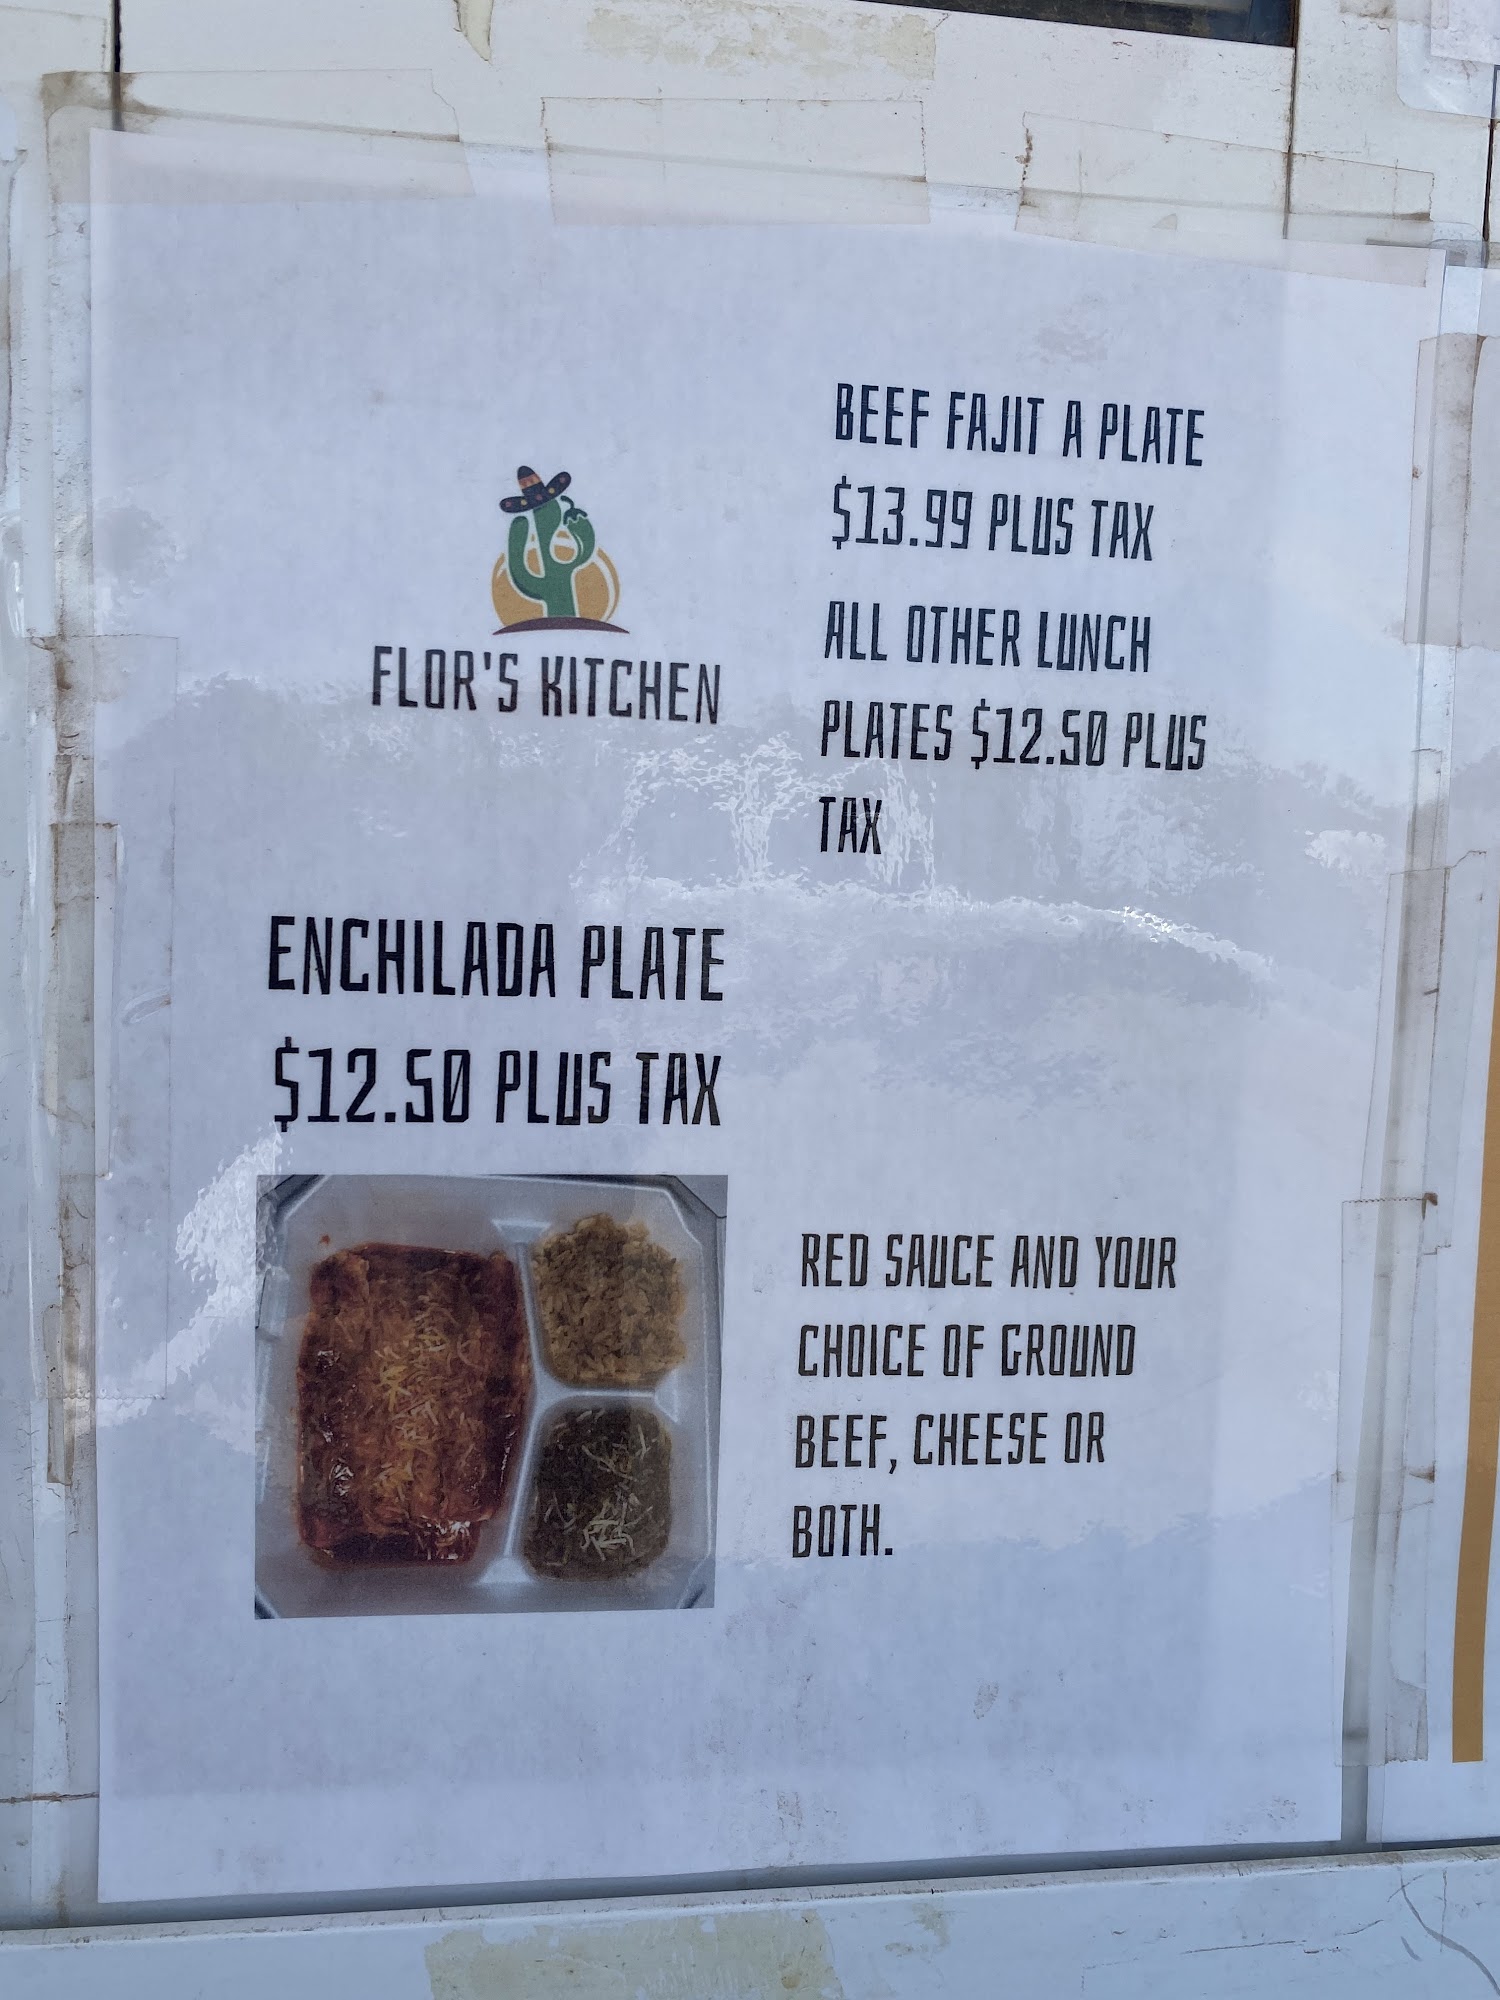 FLOR'S KITCHEN
BEEF FAJIT A PLATE
$13.99 PLUS TAX
ALL OTHER LUNCH
PLATES $12.50 PLUS
TAX
ENCHILADA PLATE
$12.50 PLUS TAX
RED SAUCE AND YOUR
CHOICE OF GROUND
BEEF, CHEESE OR
BOTH.